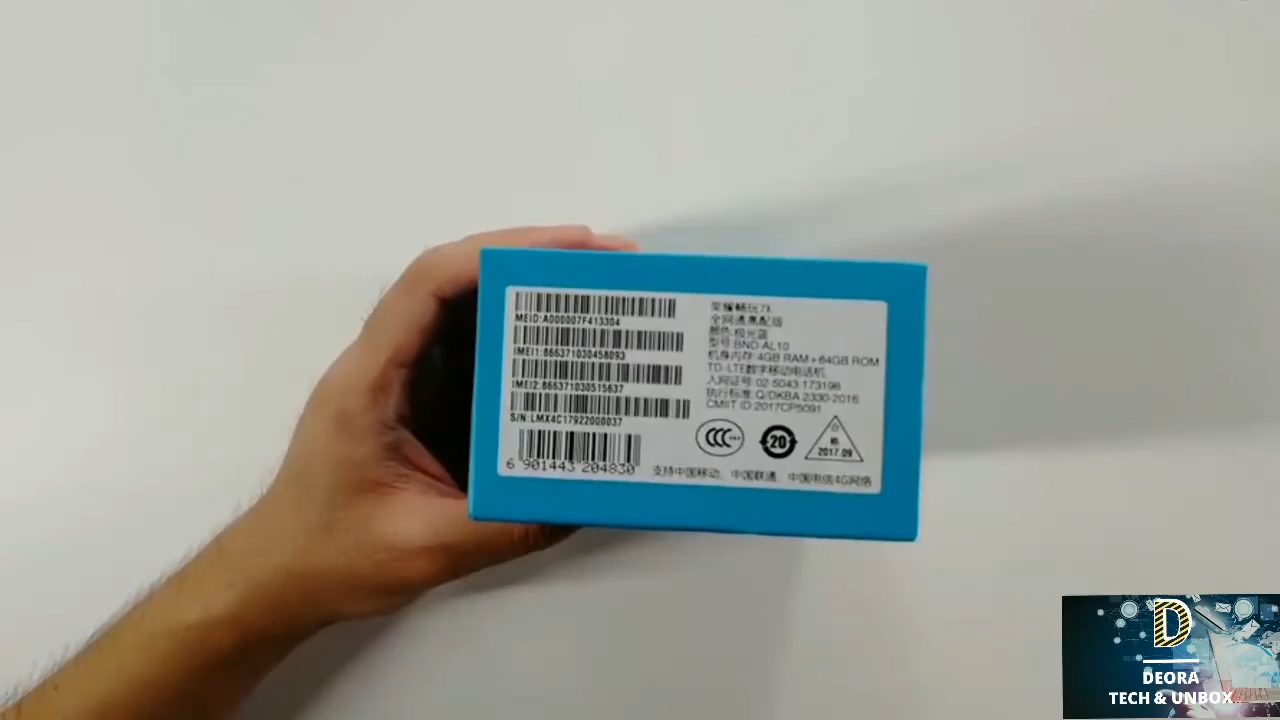 MEID:A000007F413304
IMEI1:866371030458093
IMEI2:866371030515637
S/N:LMX4C17922000037
6 901443 204830
荣耀畅玩7X
全网通高配版
颜色:极光蓝
型号:BND-AL10
机身内存:4GB RAM+64GB ROM
TD-LTE数字移动电话机
入网证号:02-5043-173198
执行标准:Q/DKBA 2330-2016
CMIIT ID:2017CP5091
CCC
20
2017.09
支持中国移动、中国联通、中国电信4G网络
D
DEORA
TECH & UNBOX